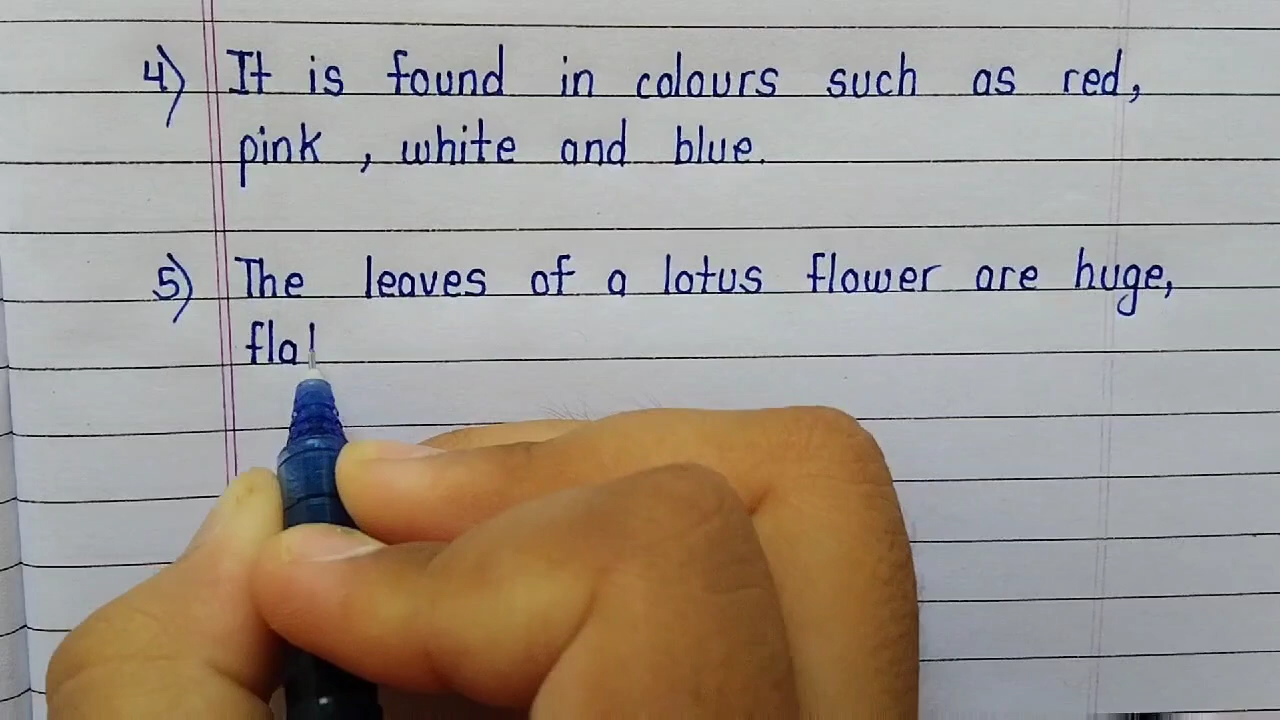 4) It is found in colours such as red,
pink , white and blue.
5) The leaves of a lotus flower are huge,